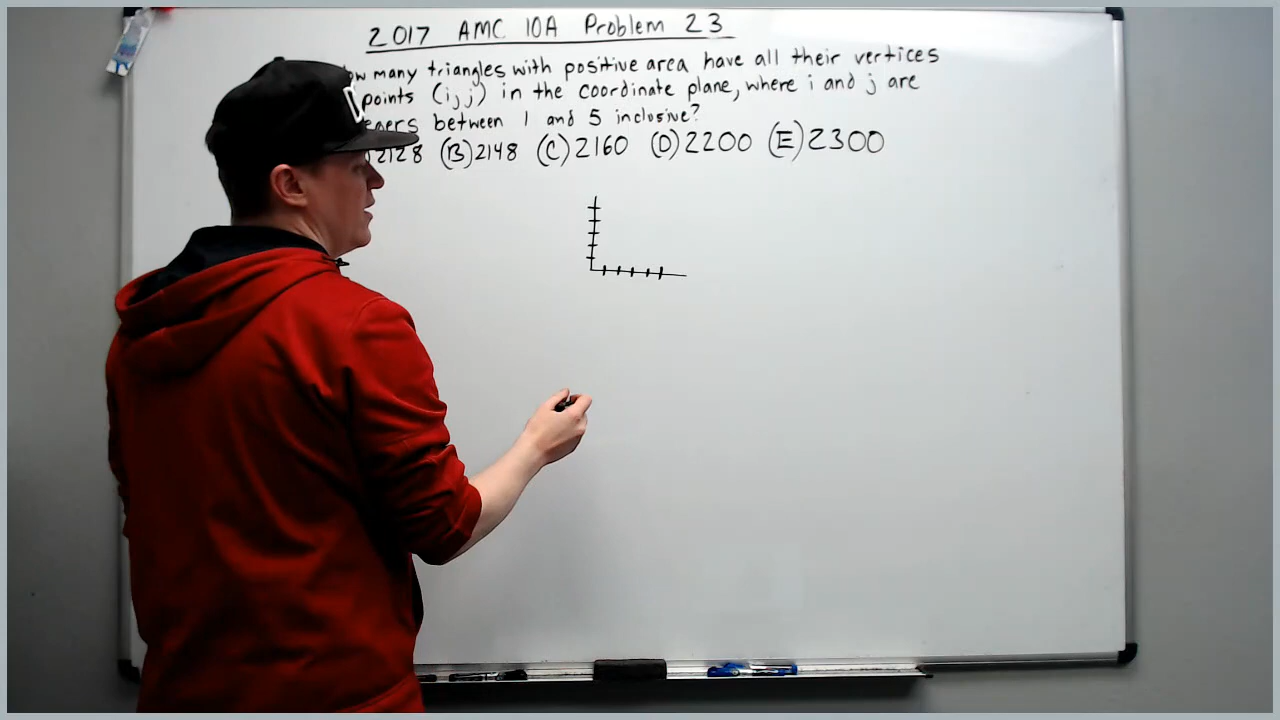 2017 AMC 10A Problem 23
many triangles with positive area have all their vertices
points (i,j) in the coordinate plane, where i and j are
between 1 and 5 inclusive?
2128 (B) 2148 (C) 2160 (D) 2200 (E) 2300